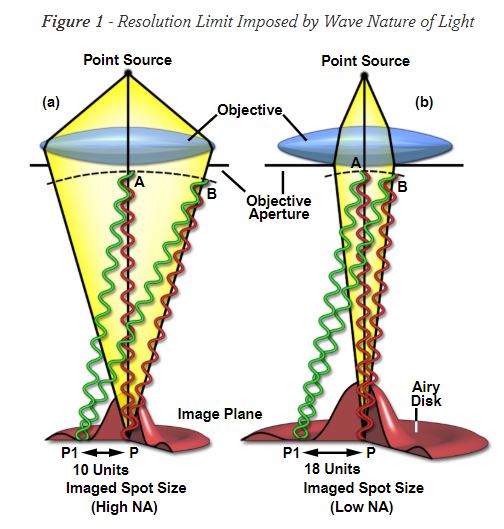 Figure 1 - Resolution Limit Imposed by Wave Nature of Light
Point Source
Point Source
(a)
(b)
Objective
A
A
B
B
Objective
Aperture
Airy
Disk
Image Plane
P1
P
P1
P
10 Units
18 Units
Imaged Spot Size
(High NA)
Imaged Spot Size
(Low NA)